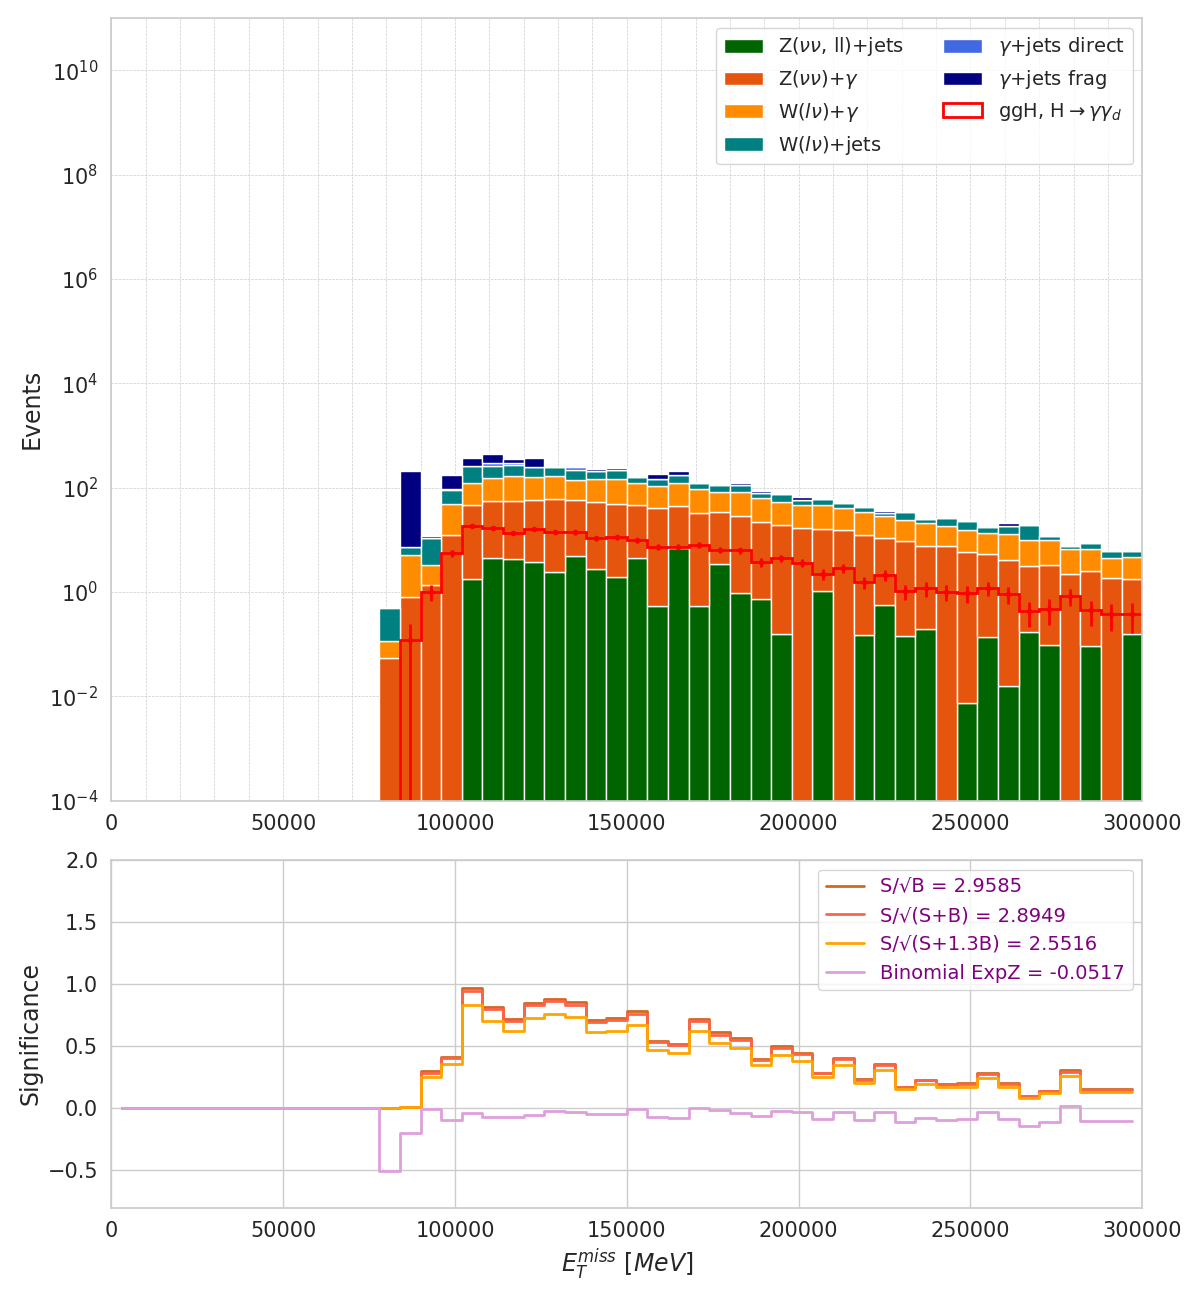 Z(νν, ll)+jets
Z(νν)+γ
W(lν)+γ
W(lν)+jets
γ+jets direct
γ+jets frag
ggH, H→γγ_d
Events
10^10
10^8
10^6
10^4
10^2
10^0
10^−2
10^−4
0 50000 100000 150000 200000 250000 300000
S/√B = 2.9585
S/√(S+B) = 2.8949
S/√(S+1.3B) = 2.5516
Binomial ExpZ = -0.0517
Significance
2.0
1.5
1.0
0.5
0.0
−0.5
0 50000 100000 150000 200000 250000 300000
E_T^miss [MeV]